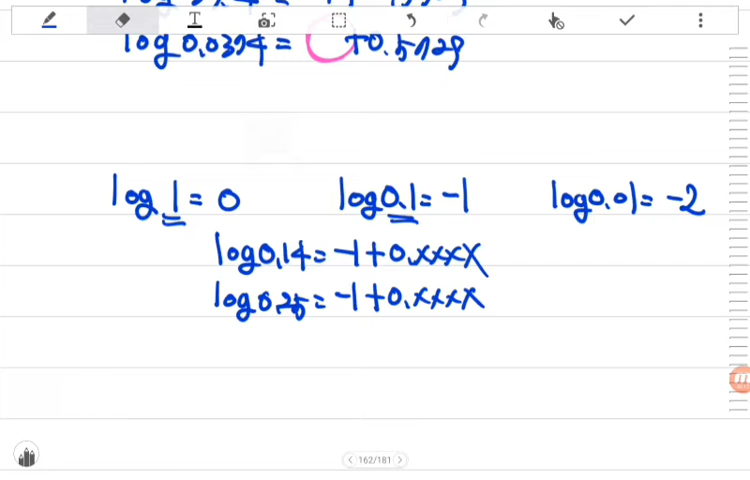 T
log 0.0374 = +0.5729
log 1 = 0 log 0.1 = -1 log 0.01 = -2
log 0.14 = -1 + 0.xxxx
log 0.25 = -1 + 0.xxxx
162/181